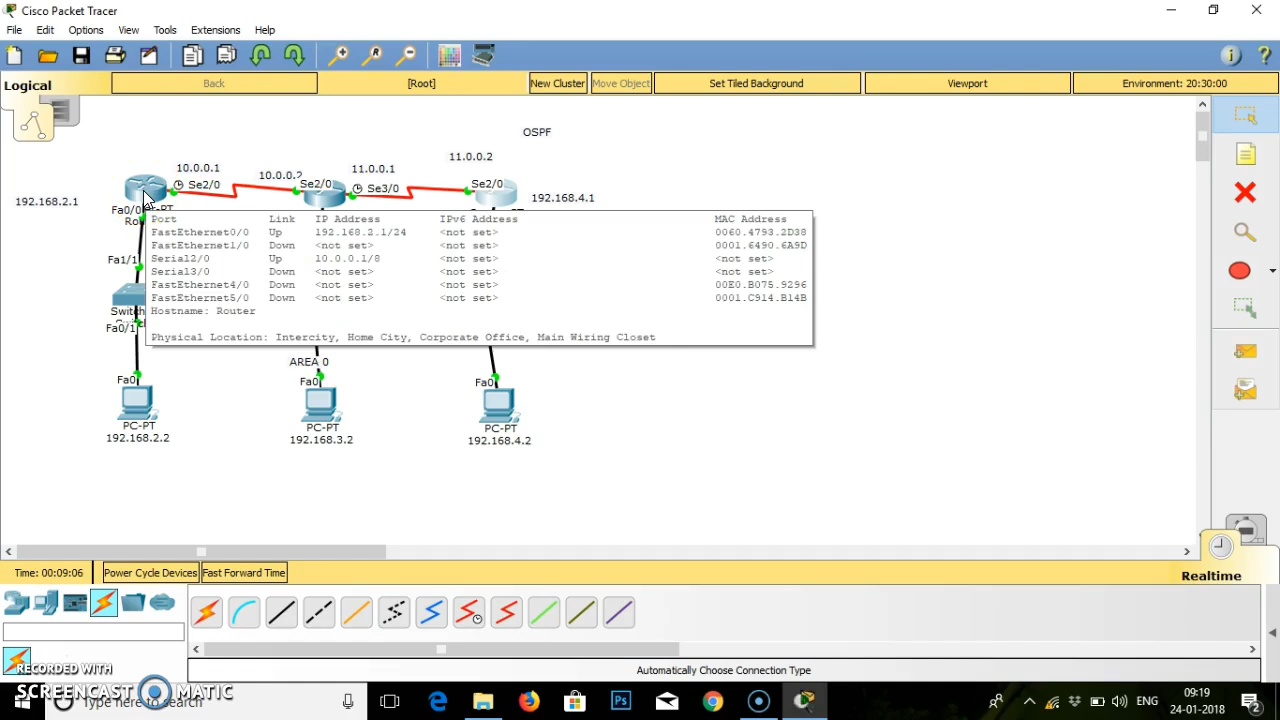 Cisco Packet Tracer
File Edit Options View Tools Extensions Help
Logical
Back
[Root]
New Cluster
Move Object
Set Tiled Background
Viewport
Environment: 20:30:00
OSPF
10.0.0.1
10.0.0.2
11.0.0.1
11.0.0.2
Se2/0
Se2/0
Se3/0
Se2/0
192.168.2.1
192.168.4.1
Fa0/0
-PT
Rou
Port Link IP Address IPv6 Address MAC Address
FastEthernet0/0 Up 192.168.2.1/24 <not set> 0060.4793.2D38
FastEthernet1/0 Down <not set> <not set> 0001.6490.6A9D
Serial2/0 Up 10.0.0.1/8 <not set> <not set>
Serial3/0 Down <not set> <not set> <not set>
FastEthernet4/0 Down <not set> <not set> 00E0.B075.9296
FastEthernet5/0 Down <not set> <not set> 0001.C914.B14B
Hostname: Router
Physical Location: Intercity, Home City, Corporate Office, Main Wiring Closet
Fa1/1
Switch
Fa0/1
AREA 0
Fa0
Fa0
Fa0
PC-PT
192.168.2.2
PC-PT
192.168.3.2
PC-PT
192.168.4.2
Time: 00:09:06
Power Cycle Devices
Fast Forward Time
Realtime
Automatically Choose Connection Type
RECORDED WITH
SCREENCAST MATIC
Type here to search
Ps
ENG
09:19
24-01-2018
2